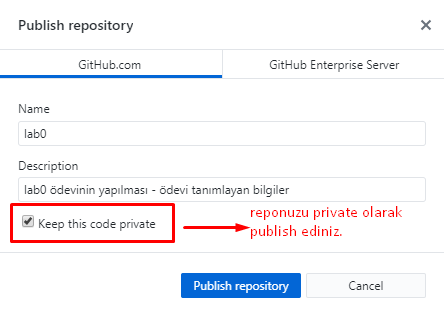 Publish repository
GitHub.com
GitHub Enterprise Server
Name
lab0
Description
lab0 ödevinin yapılması - ödevi tanımlayan bilgiler
Keep this code private
reponuzu private olarak
publish ediniz.
Publish repository
Cancel